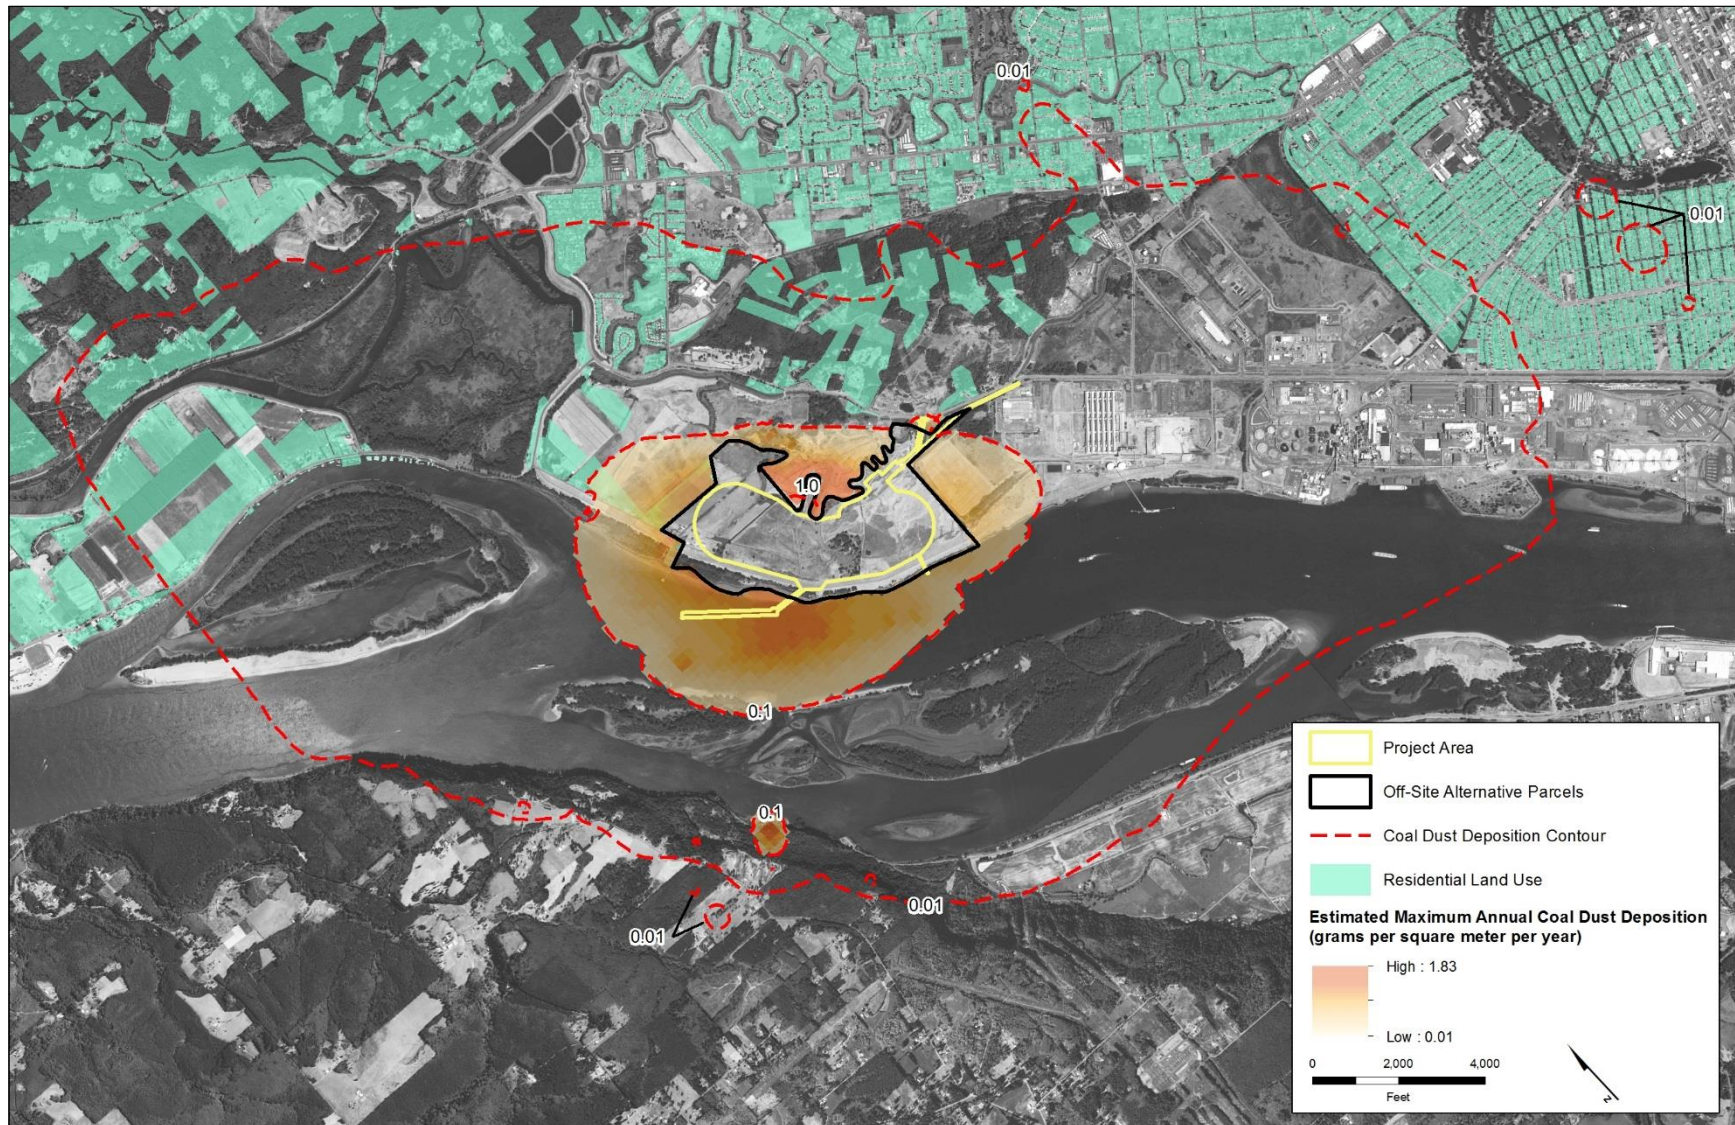 0.01
0.01
1.0
0.1
0.1
0.01
0.01
Project Area
Off-Site Alternative Parcels
Coal Dust Deposition Contour
Residential Land Use
Estimated Maximum Annual Coal Dust Deposition
(grams per square meter per year)
High : 1.83
Low : 0.01
0 2,000 4,000
Feet
N